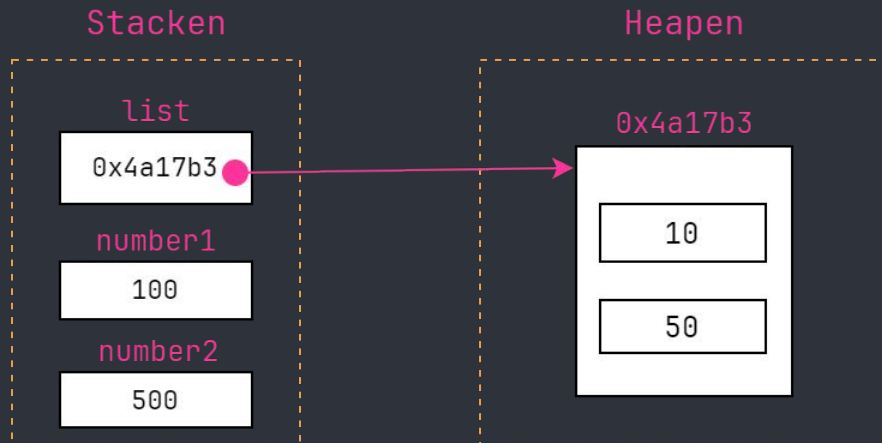 Stacken
Heapen
list
0x4a17b3
0x4a17b3
number1
100
number2
500
10
50